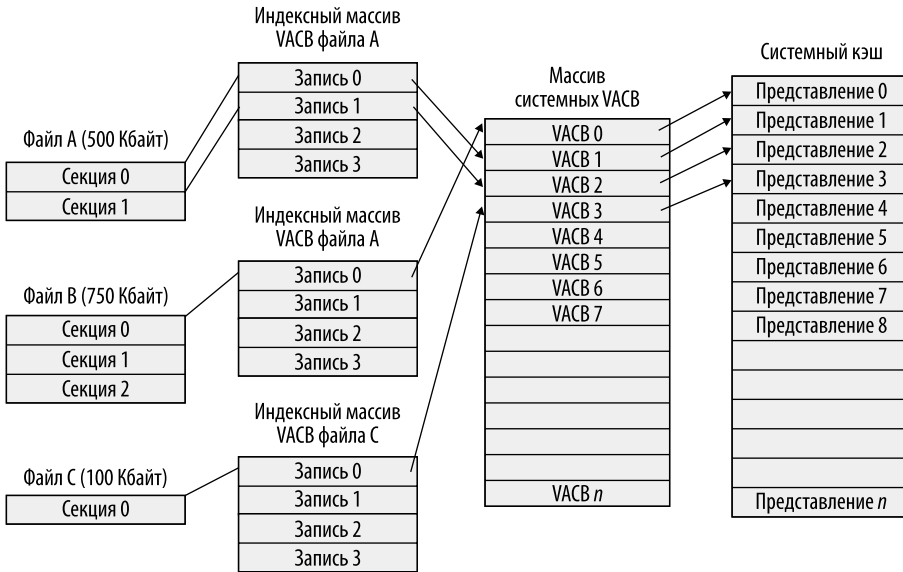 Индексный массив
VACB файла A
Запись 0
Запись 1
Запись 2
Запись 3
Файл A (500 Кбайт)
Секция 0
Секция 1
Индексный массив
VACB файла A
Запись 0
Запись 1
Запись 2
Запись 3
Файл B (750 Кбайт)
Секция 0
Секция 1
Секция 2
Индексный массив
VACB файла C
Запись 0
Запись 1
Запись 2
Запись 3
Файл C (100 Кбайт)
Секция 0
Массив
системных VACB
VACB 0
VACB 1
VACB 2
VACB 3
VACB 4
VACB 5
VACB 6
VACB 7
VACB n
Системный кэш
Представление 0
Представление 1
Представление 2
Представление 3
Представление 4
Представление 5
Представление 6
Представление 7
Представление 8
Представление n